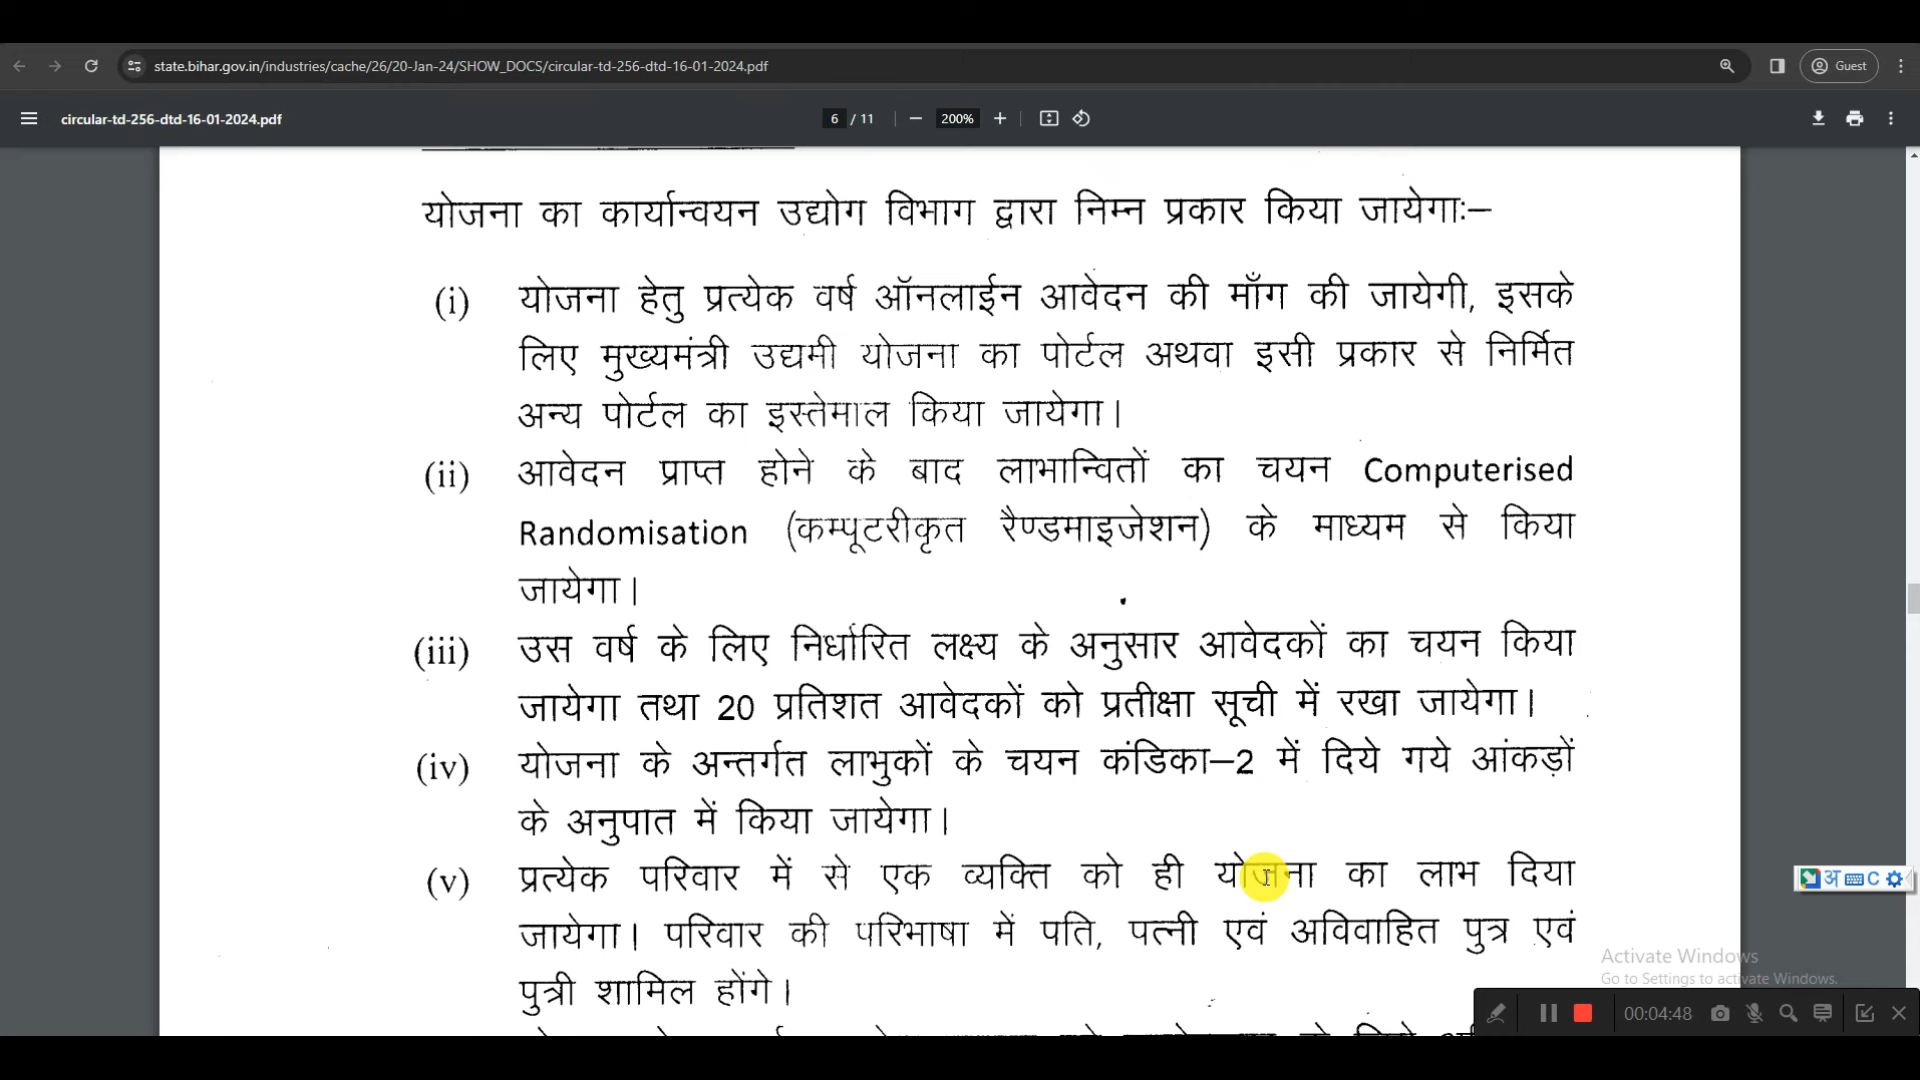 state.bihar.gov.in/industries/cache/26/20-Jan-24/SHOW_DOCS/circular-td-256-dtd-16-01-2024.pdf
Guest
circular-td-256-dtd-16-01-2024.pdf
6 / 11
200%
योजना का कार्यान्वयन उद्योग विभाग द्वारा निम्न प्रकार किया जायेगाः–
(i) योजना हेतु प्रत्येक वर्ष ऑनलाईन आवेदन की माँग की जायेगी, इसके
लिए मुख्यमंत्री उद्यमी योजना का पोर्टल अथवा इसी प्रकार से निर्मित
अन्य पोर्टल का इस्तेमाल किया जायेगा।
(ii) आवेदन प्राप्त होने के बाद लाभान्वितों का चयन Computerised
Randomisation (कम्पूटरीकृत रैण्डमाइजेशन) के माध्यम से किया
जायेगा।
(iii) उस वर्ष के लिए निर्धारित लक्ष्य के अनुसार आवेदकों का चयन किया
जायेगा तथा 20 प्रतिशत आवेदकों को प्रतीक्षा सूची में रखा जायेगा।
(iv) योजना के अन्तर्गत लाभुकों के चयन कंडिका–2 में दिये गये आंकड़ों
के अनुपात में किया जायेगा।
(v) प्रत्येक परिवार में से एक व्यक्ति को ही योजना का लाभ दिया
जायेगा। परिवार की परिभाषा में पति, पत्नी एवं अविवाहित पुत्र एवं
पुत्री शामिल होंगे।
अ C
Activate Windows
Go to Settings to activate Windows.
00:04:48